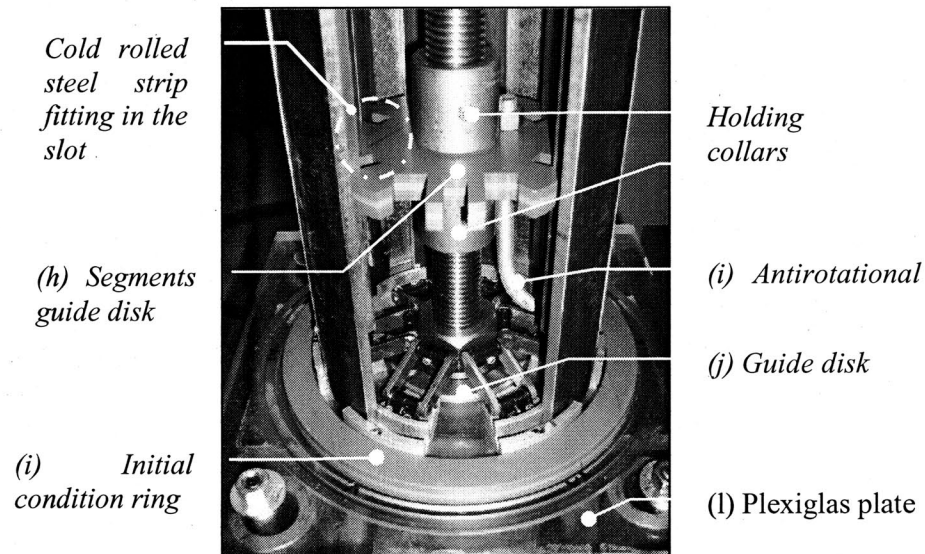 Cold rolled
steel strip
fitting in the
slot
(h) Segments
guide disk
(i) Initial
condition ring
Holding
collars
(i) Antirotational
(j) Guide disk
(l) Plexiglas plate